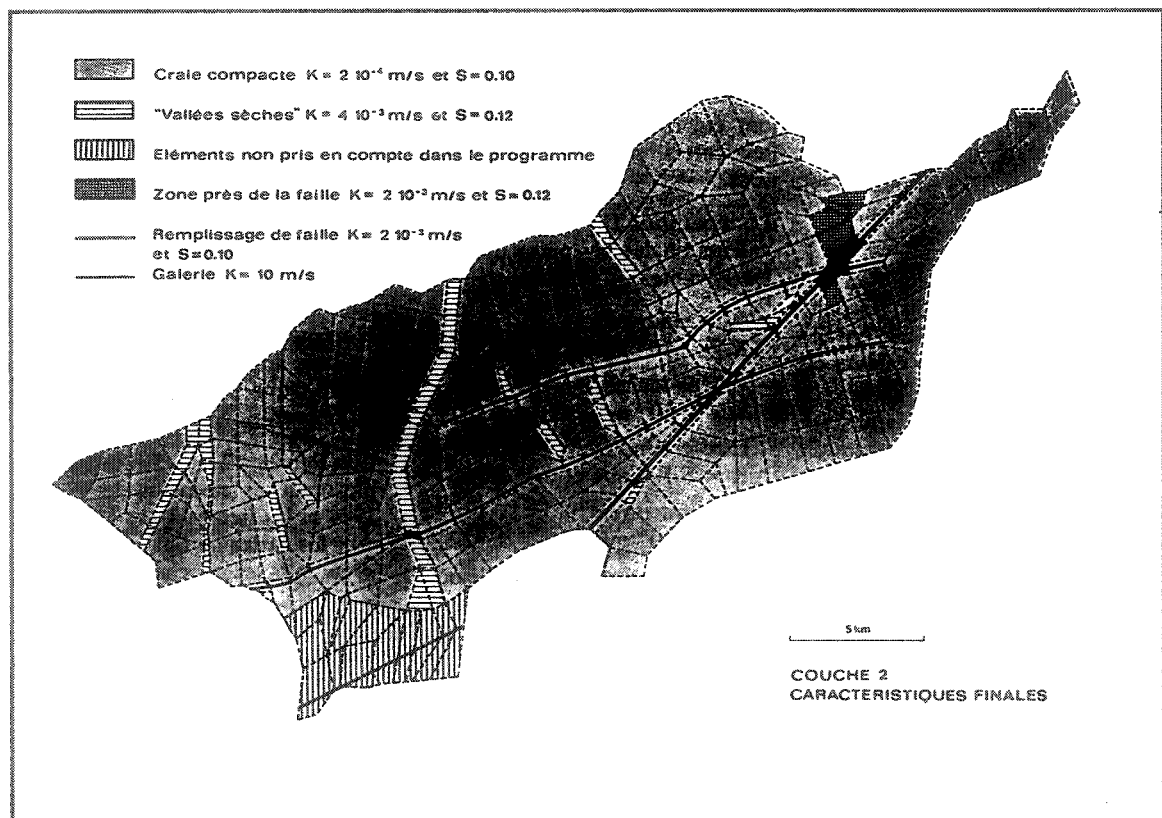 Craie compacte K = 2 10⁻⁴ m/s et S=0.10
"Vallées sèches" K = 4 10⁻³ m/s et S=0.12
Eléments non pris en compte dans le programme
Zone près de la faille K = 2 10⁻³ m/s et S=0.12
Remplissage de faille K = 2 10⁻³ m/s
et S=0.10
Galerie K = 10 m/s
5 km
COUCHE 2
CARACTERISTIQUES FINALES